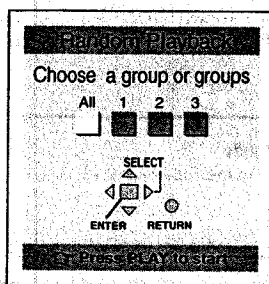 Random Playback
Choose a group or groups
All 1 2 3
SELECT
ENTER RETURN
Press PLAY to start